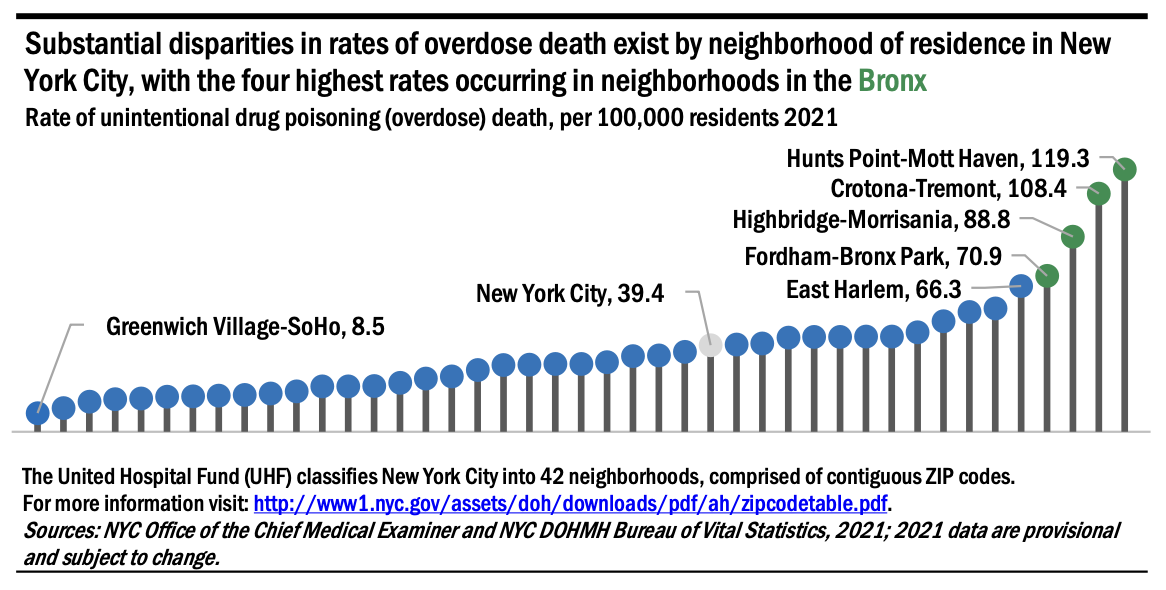 Substantial disparities in rates of overdose death exist by neighborhood of residence in New
York City, with the four highest rates occurring in neighborhoods in the Bronx
Rate of unintentional drug poisoning (overdose) death, per 100,000 residents 2021
Hunts Point-Mott Haven, 119.3
Crotona-Tremont, 108.4
Highbridge-Morrisania, 88.8
Fordham-Bronx Park, 70.9
East Harlem, 66.3
New York City, 39.4
Greenwich Village-SoHo, 8.5
The United Hospital Fund (UHF) classifies New York City into 42 neighborhoods, comprised of contiguous ZIP codes.
For more information visit: http://www1.nyc.gov/assets/doh/downloads/pdf/ah/zipcodetable.pdf.
Sources: NYC Office of the Chief Medical Examiner and NYC DOHMH Bureau of Vital Statistics, 2021; 2021 data are provisional
and subject to change.